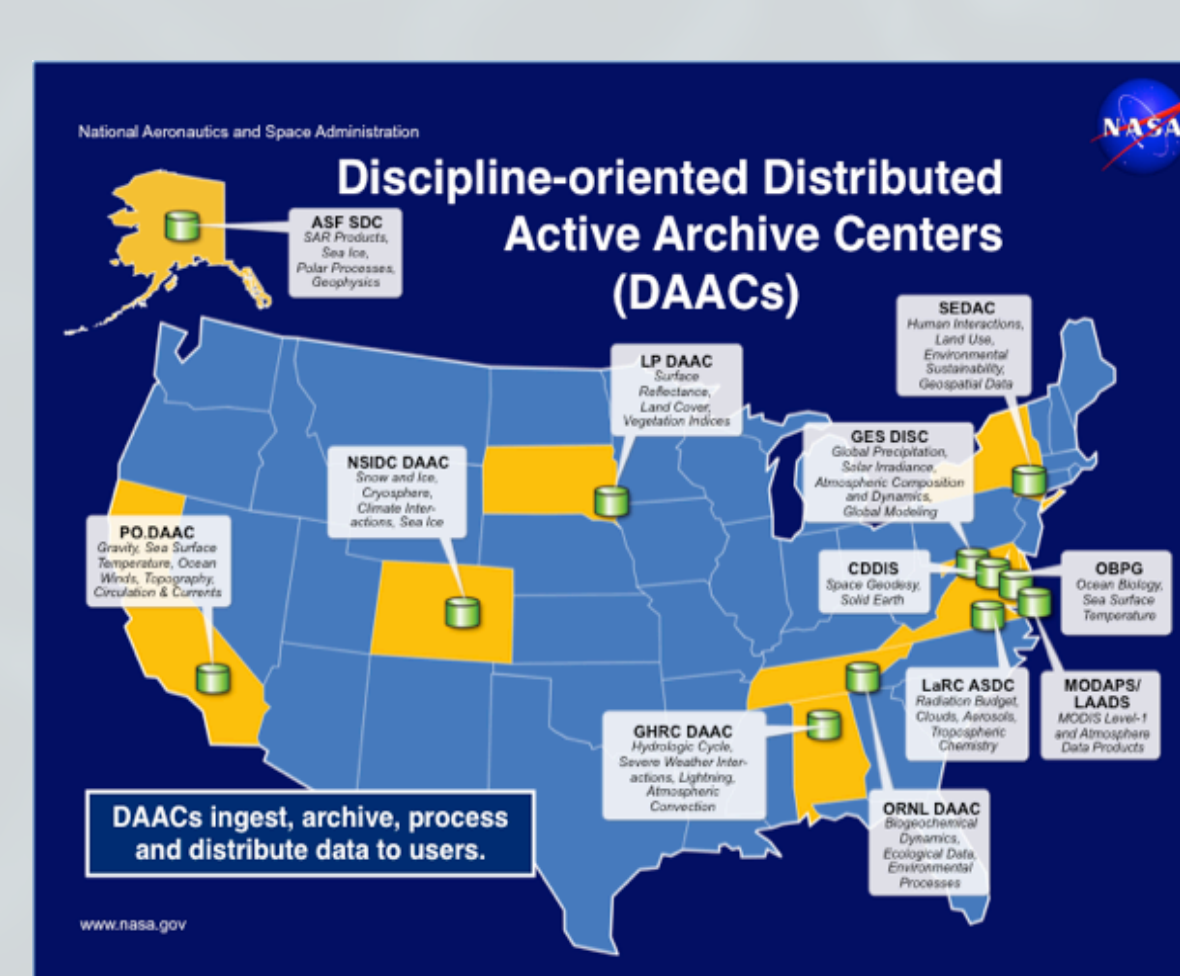 National Aeronautics and Space Administration
NASA
Discipline-oriented Distributed
Active Archive Centers
(DAACs)
ASF SDC
SAR Products,
Sea Ice,
Polar Processes,
Geophysics
SEDAC
Human Interactions,
Land Use,
Environmental
Sustainability,
Geospatial Data
LP DAAC
Surface
Reflectance,
Land Cover,
Vegetation Indices
GES DISC
Global Precipitation,
Solar Irradiance,
Atmospheric Composition
and Dynamics,
Global Modeling
NSIDC DAAC
Snow and Ice,
Cryosphere,
Climate Inter-
actions, Sea Ice
PO.DAAC
Gravity, Sea Surface
Temperature, Ocean
Winds, Topography,
Circulation & Currents
CDDIS
Space Geodesy,
Solid Earth
OBPG
Ocean Biology,
Sea Surface
Temperature
LaRC ASDC
Radiation Budget,
Clouds, Aerosols,
Tropospheric
Chemistry
MODAPS/
LAADS
MODIS Level-1
and Atmosphere
Data Products
GHRC DAAC
Hydrologic Cycle,
Severe Weather Inter-
actions, Lightning,
Atmospheric
Convection
ORNL DAAC
Biogeochemical
Dynamics,
Ecological Data,
Environmental
Processes
DAACs ingest, archive, process
and distribute data to users.
www.nasa.gov